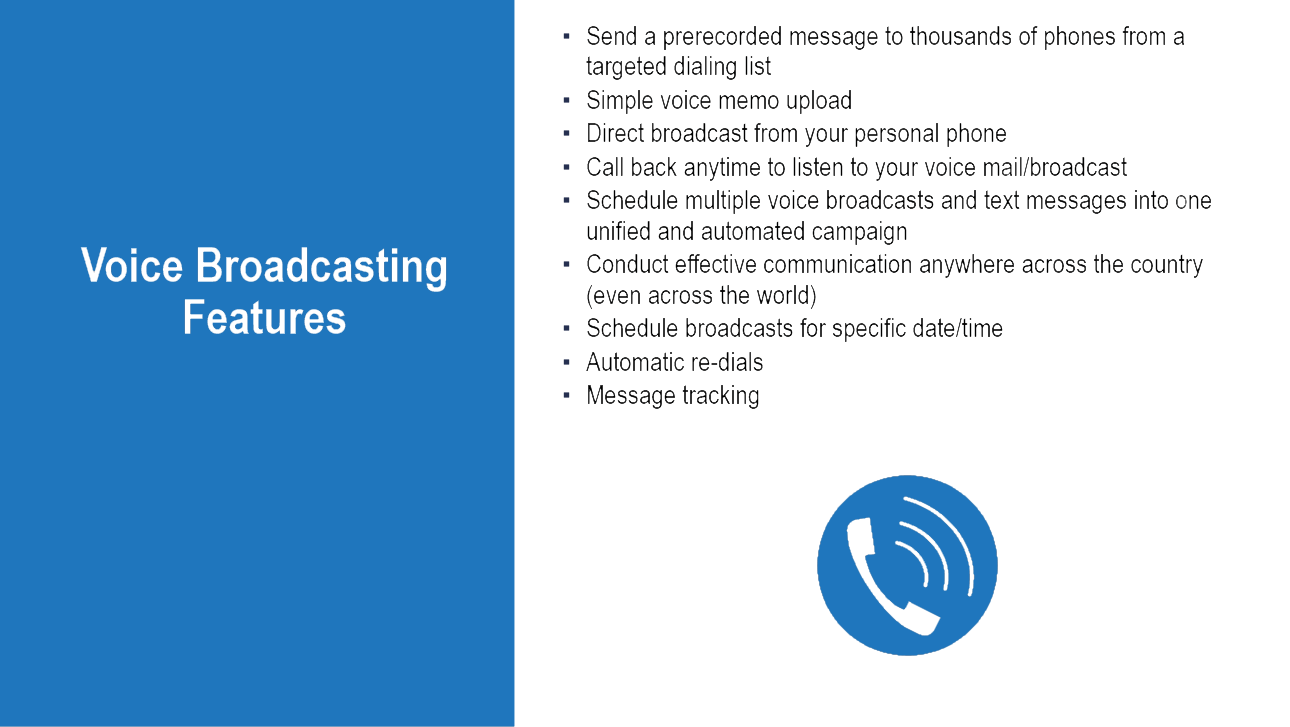 Voice Broadcasting
Features
▪ Send a prerecorded message to thousands of phones from a
targeted dialing list
▪ Simple voice memo upload
▪ Direct broadcast from your personal phone
▪ Call back anytime to listen to your voice mail/broadcast
▪ Schedule multiple voice broadcasts and text messages into one
unified and automated campaign
▪ Conduct effective communication anywhere across the country
(even across the world)
▪ Schedule broadcasts for specific date/time
▪ Automatic re-dials
▪ Message tracking